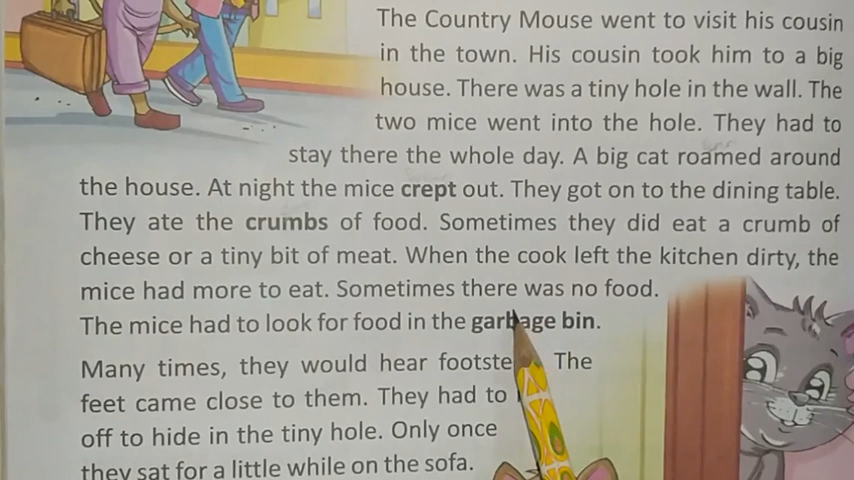 The Country Mouse went to visit his cousin
in the town. His cousin took him to a big
house. There was a tiny hole in the wall. The
two mice went into the hole. They had to
stay there the whole day. A big cat roamed around
the house. At night the mice crept out. They got on to the dining table.
They ate the crumbs of food. Sometimes they did eat a crumb of
cheese or a tiny bit of meat. When the cook left the kitchen dirty, the
mice had more to eat. Sometimes there was no food.
The mice had to look for food in the garbage bin.
Many times, they would hear The
feet came close to them. They had to
off to hide in the tiny hole. Only once
they sat for a little while on the sofa.